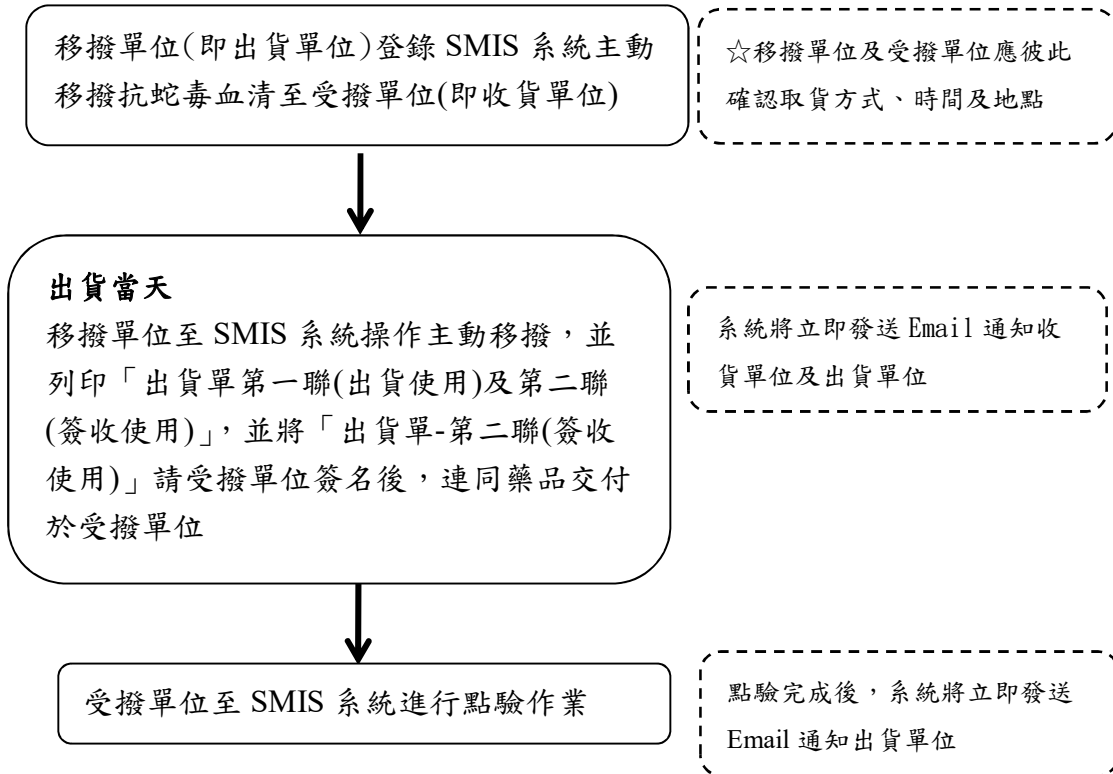 移撥單位(即出貨單位)登錄 SMIS 系統主動
移撥抗蛇毒血清至受撥單位(即收貨單位)
☆移撥單位及受撥單位應彼此
確認取貨方式、時間及地點
出貨當天
移撥單位至 SMIS 系統操作主動移撥，並
列印「出貨單第一聯(出貨使用)及第二聯
(簽收使用)」，並將「出貨單-第二聯(簽收
使用)」請受撥單位簽名後，連同藥品交付
於受撥單位
系統將立即發送 Email 通知收
貨單位及出貨單位
受撥單位至 SMIS 系統進行點驗作業
點驗完成後，系統將立即發送
Email 通知出貨單位